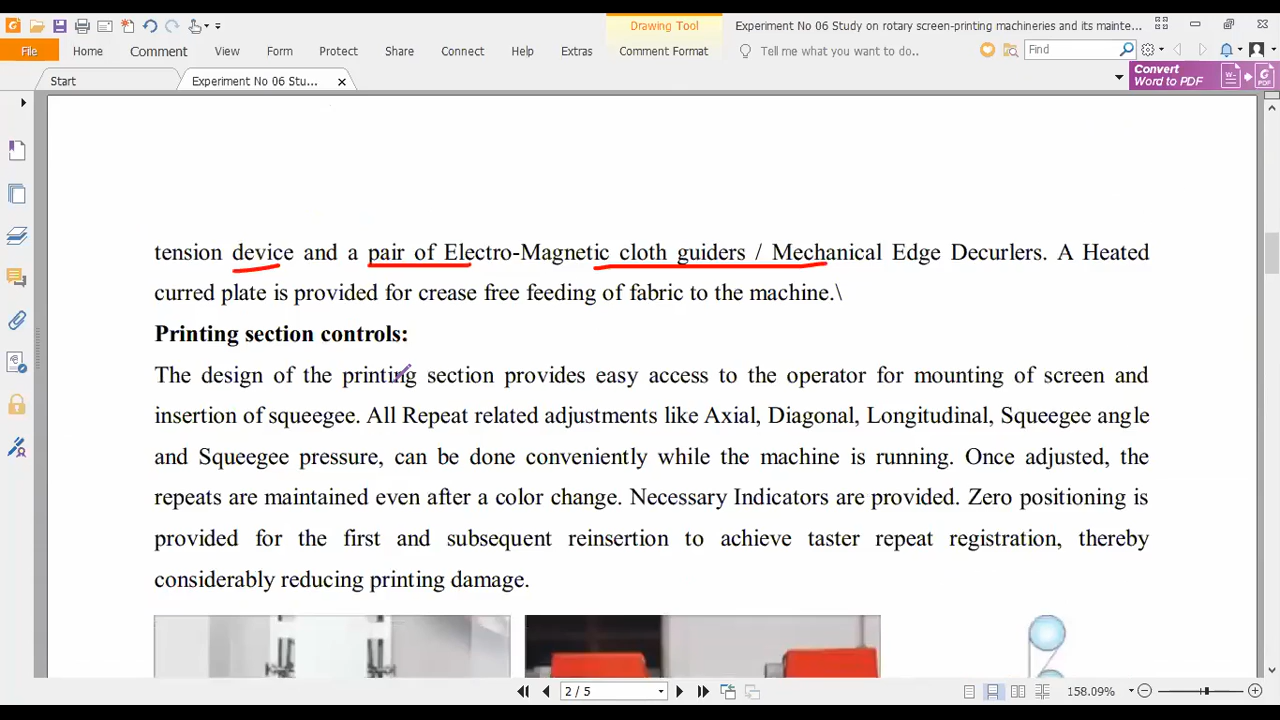 Drawing Tool
Experiment No 06 Study on rotary screen-printing machineries and its mainte...
File Home Comment View Form Protect Share Connect Help Extras Comment Format Tell me what you want to do.. Find
Start Experiment No 06 Stu... Convert Word to PDF
tension device and a pair of Electro-Magnetic cloth guiders / Mechanical Edge Decurlers. A Heated
curred plate is provided for crease free feeding of fabric to the machine.\
Printing section controls:
The design of the printing section provides easy access to the operator for mounting of screen and
insertion of squeegee. All Repeat related adjustments like Axial, Diagonal, Longitudinal, Squeegee angle
and Squeegee pressure, can be done conveniently while the machine is running. Once adjusted, the
repeats are maintained even after a color change. Necessary Indicators are provided. Zero positioning is
provided for the first and subsequent reinsertion to achieve taster repeat registration, thereby
considerably reducing printing damage.
2 / 5 158.09%